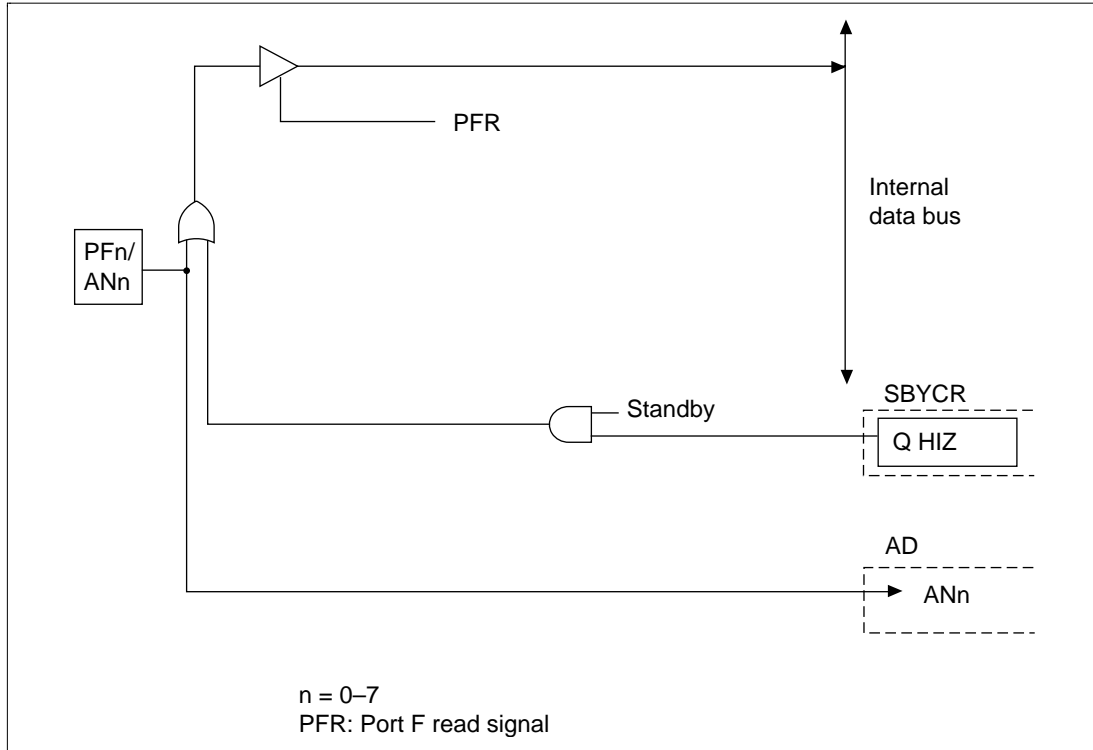 PFR
Internal
data bus
PFn/
ANn
SBYCR
Standby
Q HIZ
AD
ANn
n = 0–7
PFR: Port F read signal